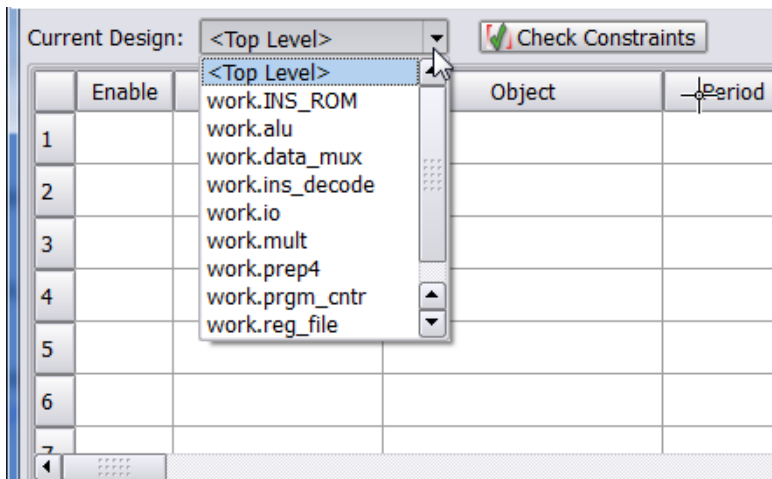 Current Design: <Top Level> Check Constraints
Enable Object Period
<Top Level>
work.INS_ROM
work.alu
work.data_mux
work.ins_decode
work.io
work.mult
work.prep4
work.prgm_cntr
work.reg_file
1
2
3
4
5
6
7